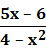 5x − 6
4 − x²